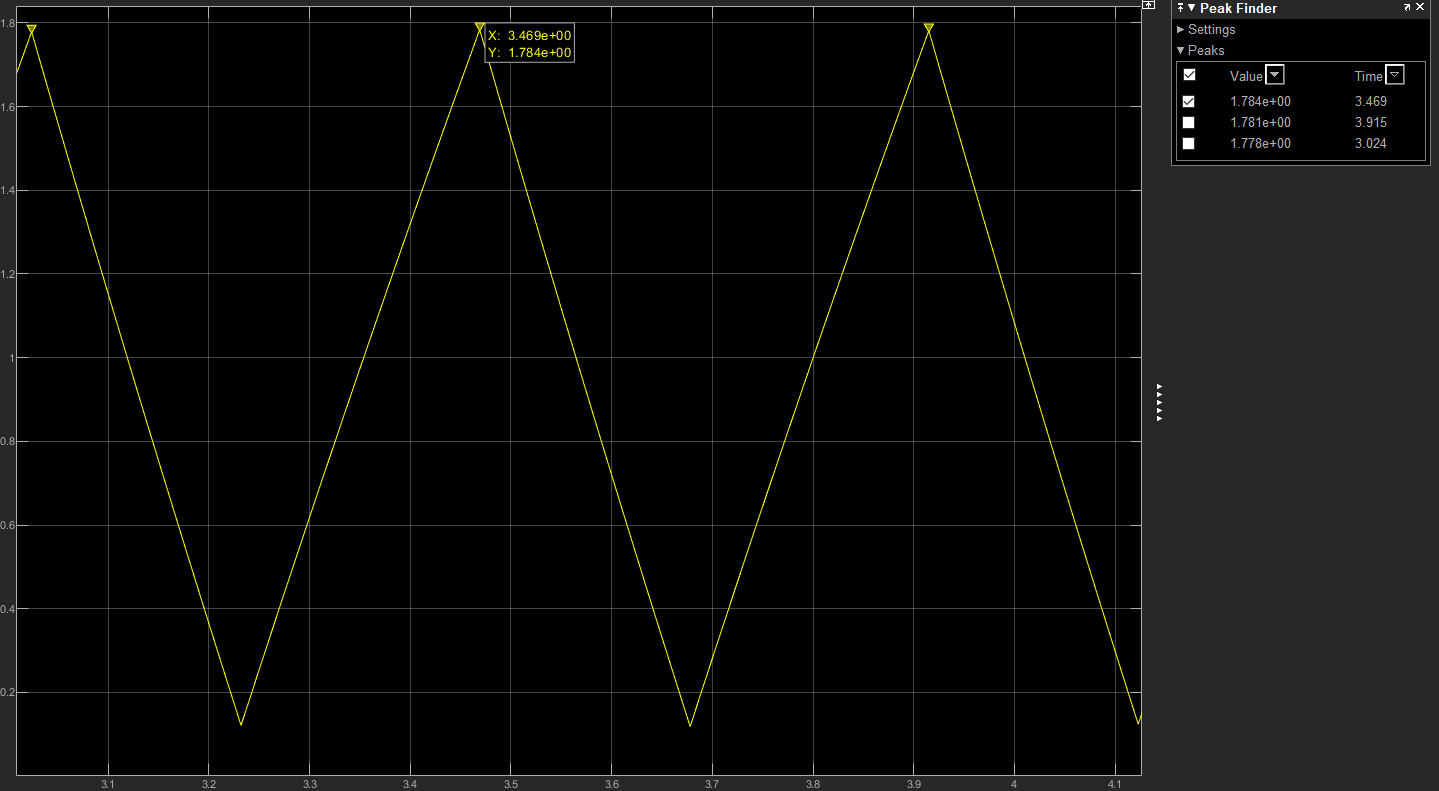 1.8
1.6
1.4
1.2
1
0.8
0.6
0.4
0.2
3.1 3.2 3.3 3.4 3.5 3.6 3.7 3.8 3.9 4 4.1
X: 3.469e+00
Y: 1.784e+00
Peak Finder
Settings
Peaks
Value Time
1.784e+00 3.469
1.781e+00 3.915
1.778e+00 3.024